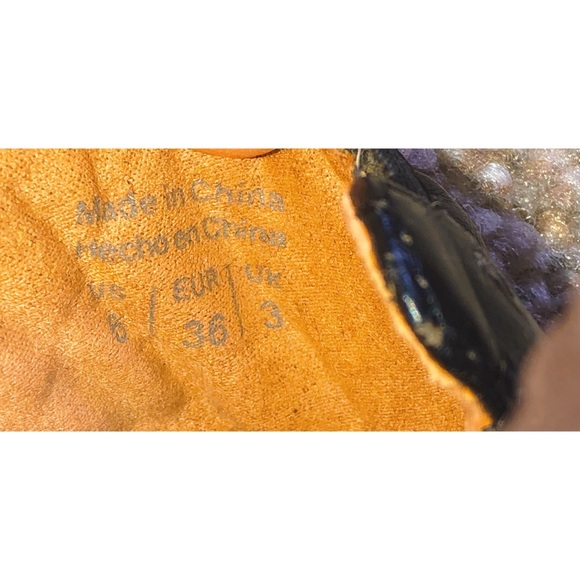 Made in China
Hecho en China
US / EUR / UK
6 / 36 / 3